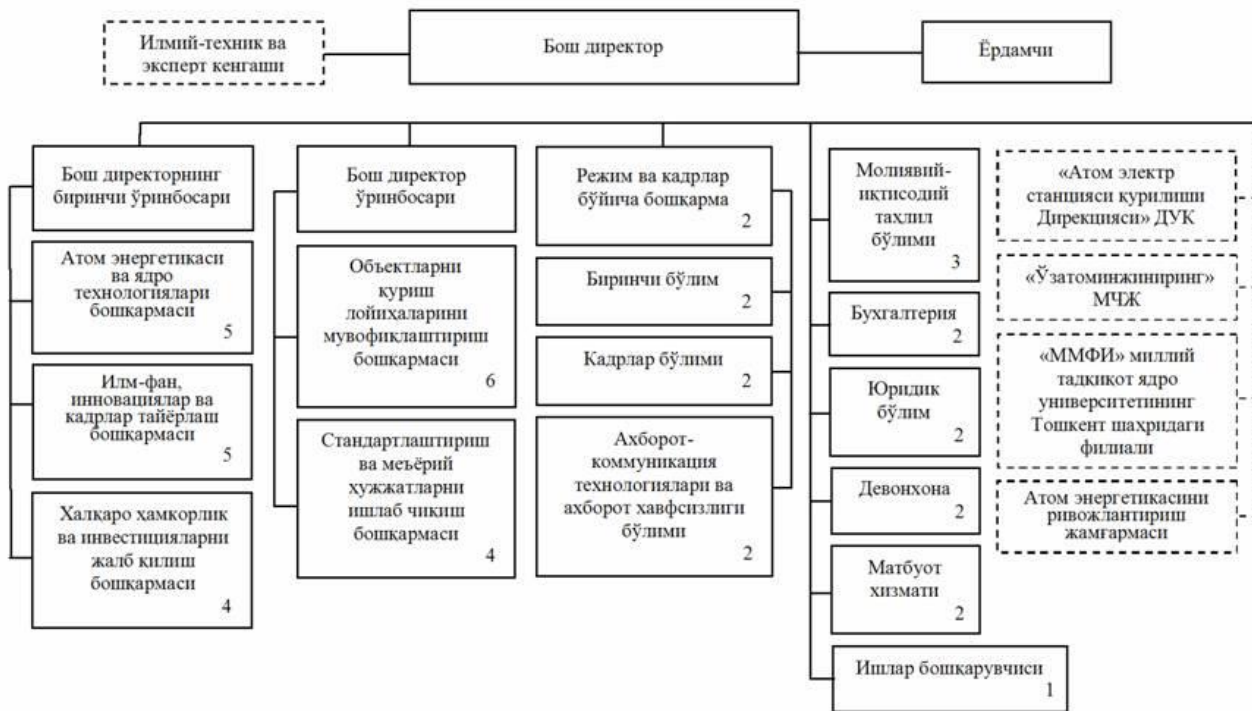 Илмий-техник ва
эксперт кенгаши
Бош директор
Ёрдамчи
Бош директорнинг
биринчи ўринбосари
Атом энергетикаси
ва ядро
технологиялари
бошқармаси
5
Илм-фан,
инновациялар ва
кадрлар тайёрлаш
бошқармаси
5
Халқаро ҳамкорлик
ва инвестицияларни
жалб қилиш
бошқармаси
4
Бош директор
ўринбосари
Объектларни
қуриш
лойиҳаларини
мувофиқлаштириш
бошқармаси
6
Стандартлаштириш
ва меъёрий
ҳужжатларни
ишлаб чиқиш
бошқармаси
4
Режим ва кадрлар
бўйича бошқарма
2
Биринчи бўлим
2
Кадрлар бўлими
2
Ахборот-
коммуникация
технологиялари ва
ахборот хавфсизлиги
бўлими
2
Молиявий-
иқтисодий
таҳлил
бўлими
3
Бухгалтерия
2
Юридик
бўлим
2
Девонхона
2
Матбуот
хизмати
2
Ишлар бошқарувчиси
1
«Атом электр
станцияси қурилиши
Дирекцияси» ДУК
«Ўзатоминжиниринг»
МЧЖ
«ММФИ» миллий
тадқиқот ядро
университетининг
Тошкент шаҳридаги
филиали
Атом энергетикасини
ривожлантириш
жамғармаси